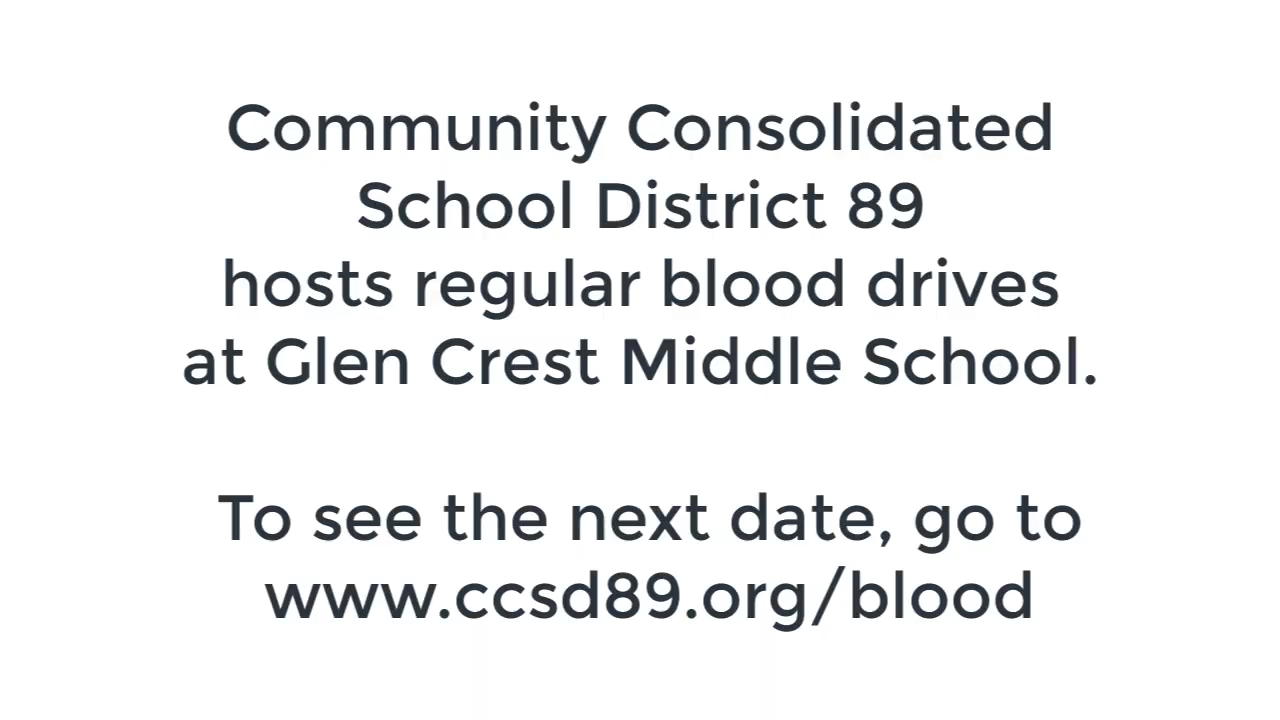 Community Consolidated
School District 89
hosts regular blood drives
at Glen Crest Middle School.
To see the next date, go to
www.ccsd89.org/blood